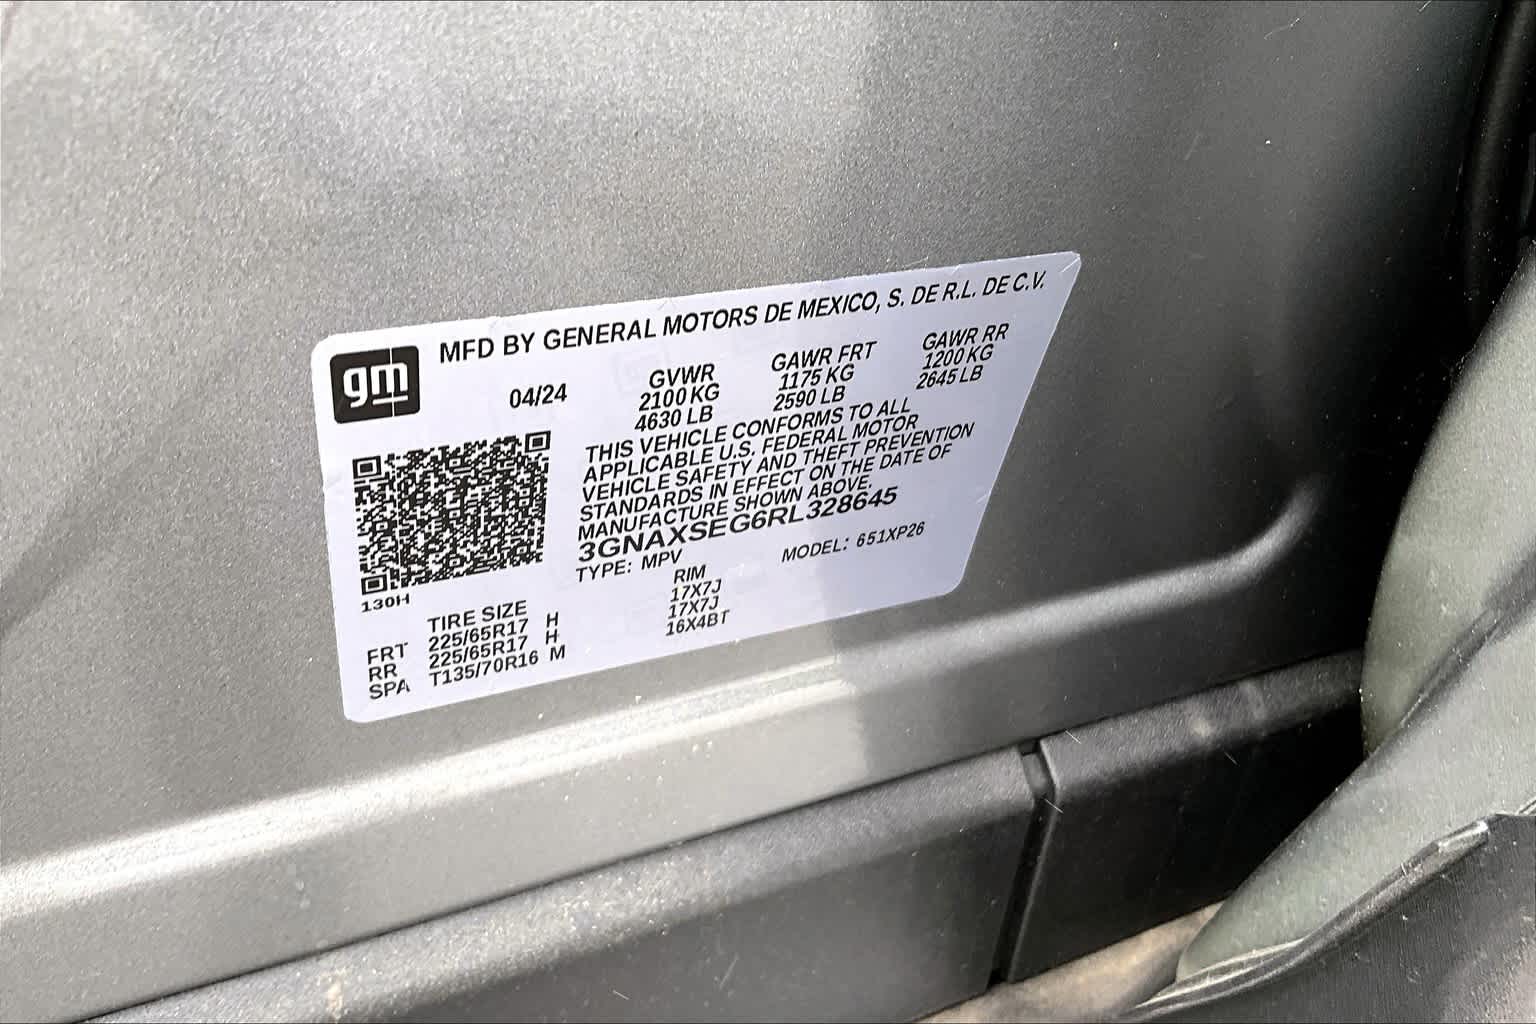 MFD BY GENERAL MOTORS DE MEXICO, S. DE R.L. DE C.V.
gm
04/24
GVWR GAWR FRT GAWR RR
2100 KG 1175 KG 1200 KG
4630 LB 2590 LB 2645 LB
THIS VEHICLE CONFORMS TO ALL
APPLICABLE U.S. FEDERAL MOTOR
VEHICLE SAFETY AND THEFT PREVENTION
STANDARDS IN EFFECT ON THE DATE OF
MANUFACTURE SHOWN ABOVE.
3GNAXSEG6RL328645
TYPE: MPV MODEL: 651XP26
130H
TIRE SIZE RIM
FRT 225/65R17 H 17X7J
RR 225/65R17 H 17X7J
SPA T135/70R16 M 16X4BT